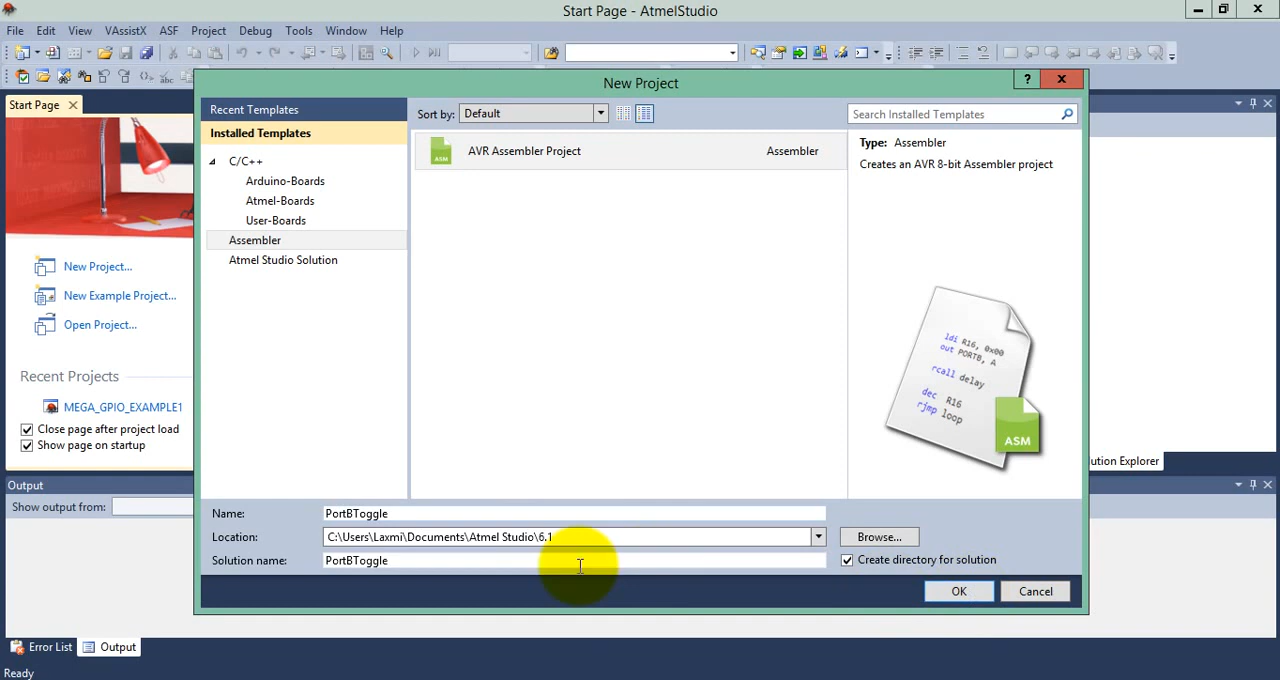 Start Page - AtmelStudio
File Edit View VAssistX ASF Project Debug Tools Window Help
New Project
Start Page
Recent Templates
Installed Templates
C/C++
Arduino-Boards
Atmel-Boards
User-Boards
Assembler
Atmel Studio Solution
Sort by: Default
Search Installed Templates
AVR Assembler Project Assembler
Type: Assembler
Creates an AVR 8-bit Assembler project
ldi R16, 0x00
out PORTB, A
rcall delay
dec R16
rjmp loop
ASM
ASM
New Project...
New Example Project...
Open Project...
Recent Projects
MEGA_GPIO_EXAMPLE1
Close page after project load
Show page on startup
Name: PortBToggle
Location: C:\Users\Laxmi\Documents\Atmel Studio\6.1 Browse...
Solution name: PortBToggle Create directory for solution
OK Cancel
lution Explorer
Output
Show output from:
Error List Output
Ready